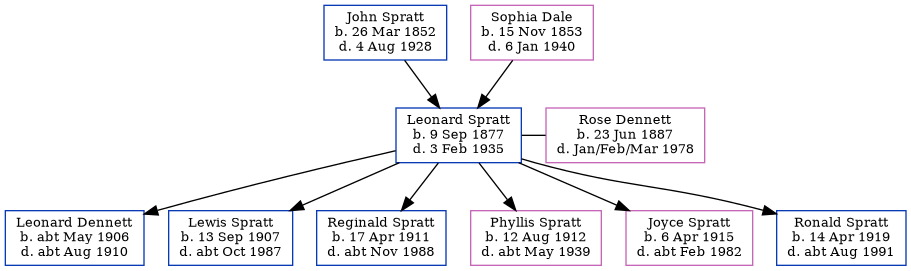 John Spratt
b. 26 Mar 1852
d. 4 Aug 1928
Sophia Dale
b. 15 Nov 1853
d. 6 Jan 1940
Leonard Spratt
b. 9 Sep 1877
d. 3 Feb 1935
Rose Dennett
b. 23 Jun 1887
d. Jan/Feb/Mar 1978
Leonard Dennett
b. abt May 1906
d. abt Aug 1910
Lewis Spratt
b. 13 Sep 1907
d. abt Oct 1987
Reginald Spratt
b. 17 Apr 1911
d. abt Nov 1988
Phyllis Spratt
b. 12 Aug 1912
d. abt May 1939
Joyce Spratt
b. 6 Apr 1915
d. abt Feb 1982
Ronald Spratt
b. 14 Apr 1919
d. abt Aug 1991